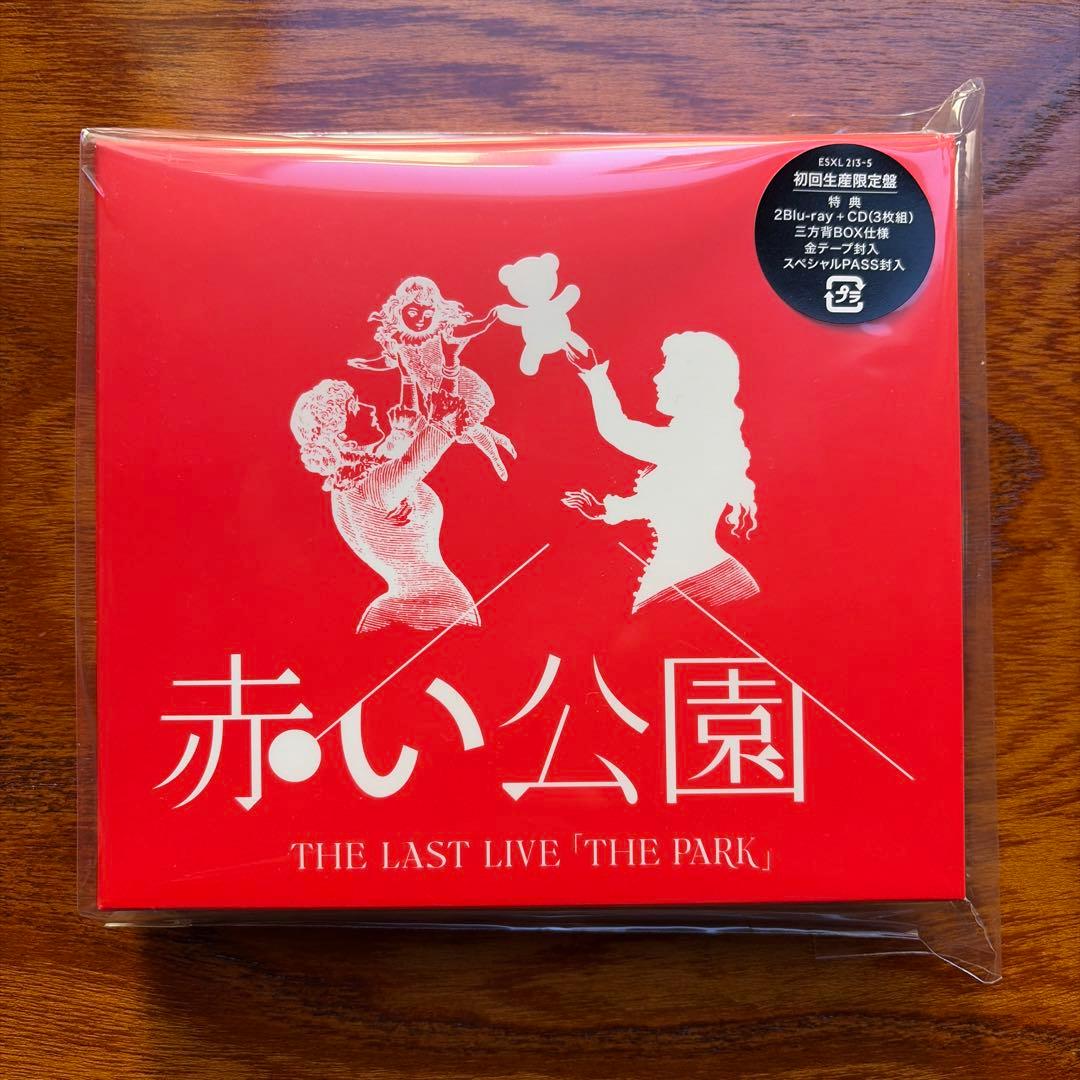 ESXL 213-5
初回生産限定盤
特典
2Blu-ray+CD(3枚組)
三方背BOX仕様
金テープ封入
スペシャルPASS封入
プラ
赤い公園
THE LAST LIVE「THE PARK」